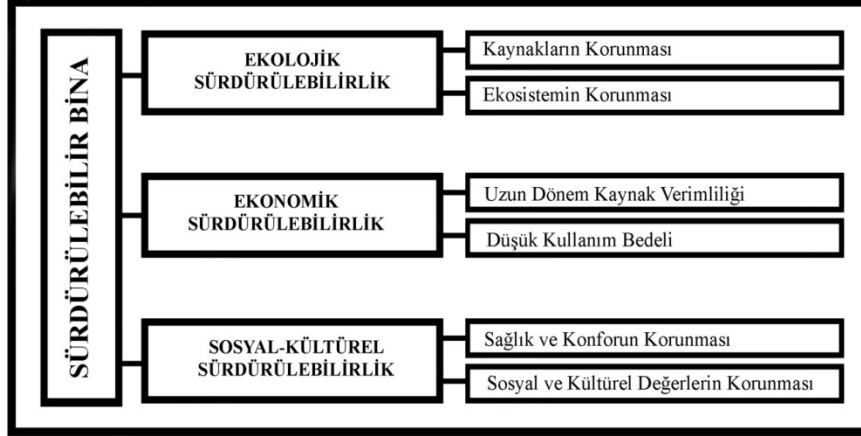 SÜRDÜRÜLEBİLİR BİNA
EKOLOJİK
SÜRDÜRÜLEBİLİRLİK
Kaynakların Korunması
Ekosistemin Korunması
EKONOMİK
SÜRDÜRÜLEBİLİRLİK
Uzun Dönem Kaynak Verimliliği
Düşük Kullanım Bedeli
SOSYAL-KÜLTÜREL
SÜRDÜRÜLEBİLİRLİK
Sağlık ve Konforun Korunması
Sosyal ve Kültürel Değerlerin Korunması